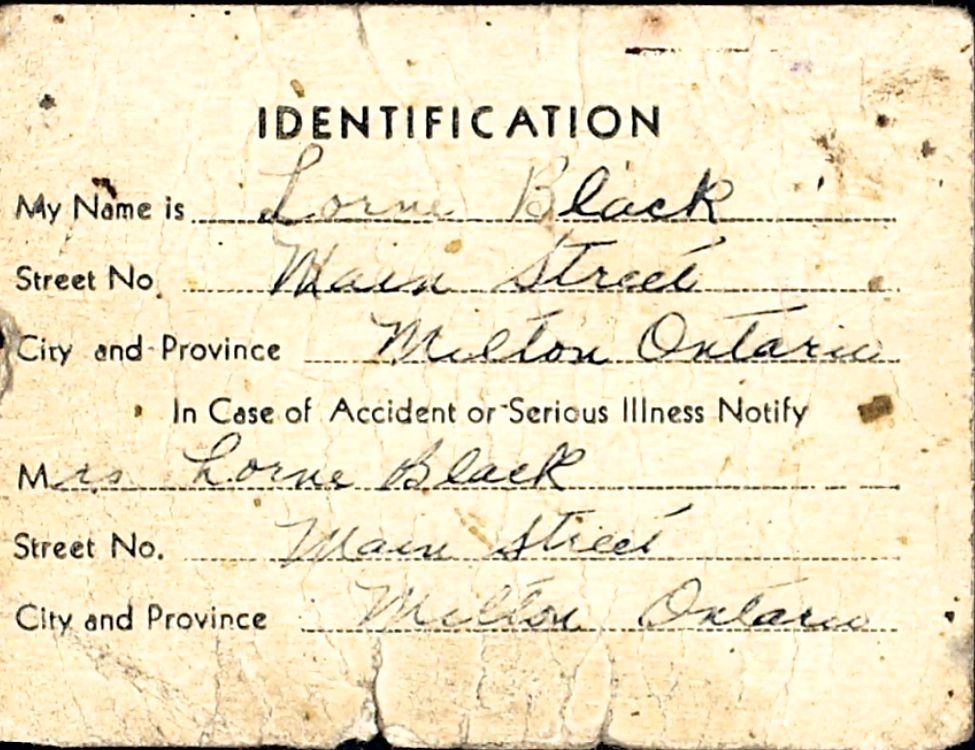 IDENTIFICATION
My Name is Lorne Black
Street No. Main Street
City and Province Milton Ontario
In Case of Accident or Serious Illness Notify
Mrs Lorne Black
Street No. Main Street
City and Province Milton Ontario